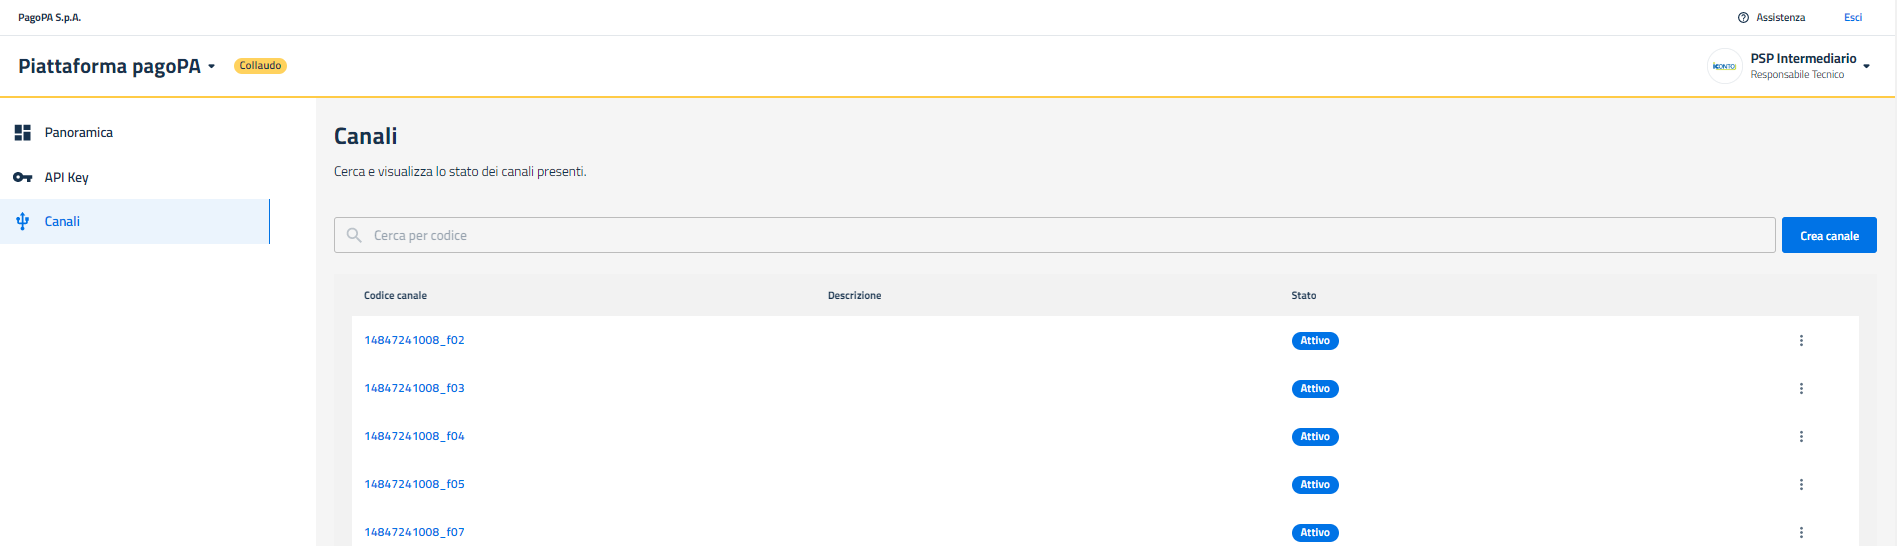 PagoPA S.p.A.
Assistenza
Esci
Piattaforma pagoPA
Collaudo
PSP Intermediario
Responsabile Tecnico
Panoramica
API Key
Canali
Canali
Cerca e visualizza lo stato dei canali presenti.
Cerca per codice
Crea canale
Codice canale Descrizione Stato
14847241008_f02 Attivo
14847241008_f03 Attivo
14847241008_f04 Attivo
14847241008_f05 Attivo
14847241008_f07 Attivo